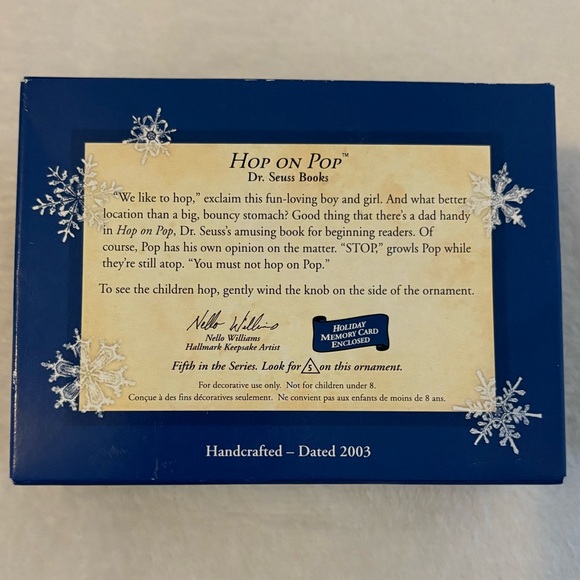 HOP ON POP™
Dr. Seuss Books
"We like to hop," exclaim this fun-loving boy and girl. And what better
location than a big, bouncy stomach? Good thing that there's a dad handy
in Hop on Pop, Dr. Seuss's amusing book for beginning readers. Of
course, Pop has his own opinion on the matter. "STOP," growls Pop while
they're still atop. "You must not hop on Pop."
To see the children hop, gently wind the knob on the side of the ornament.
Nello Williams
Nello Williams
Hallmark Keepsake Artist
HOLIDAY
MEMORY CARD
ENCLOSED
Fifth in the Series. Look for 5 on this ornament.
For decorative use only. Not for children under 8.
Conçue à des fins décoratives seulement. Ne convient pas aux enfants de moins de 8 ans.
Handcrafted – Dated 2003